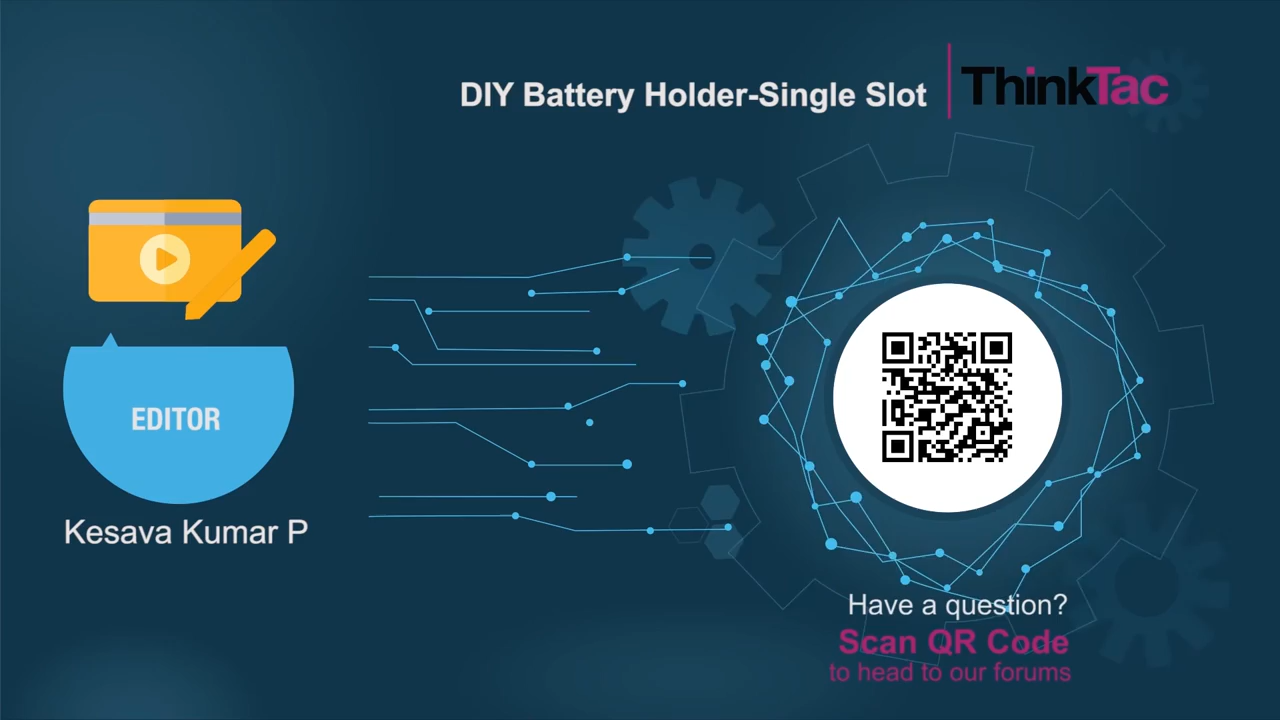 DIY Battery Holder-Single Slot
ThinkTac
EDITOR
Kesava Kumar P
Have a question?
Scan QR Code
to head to our forums